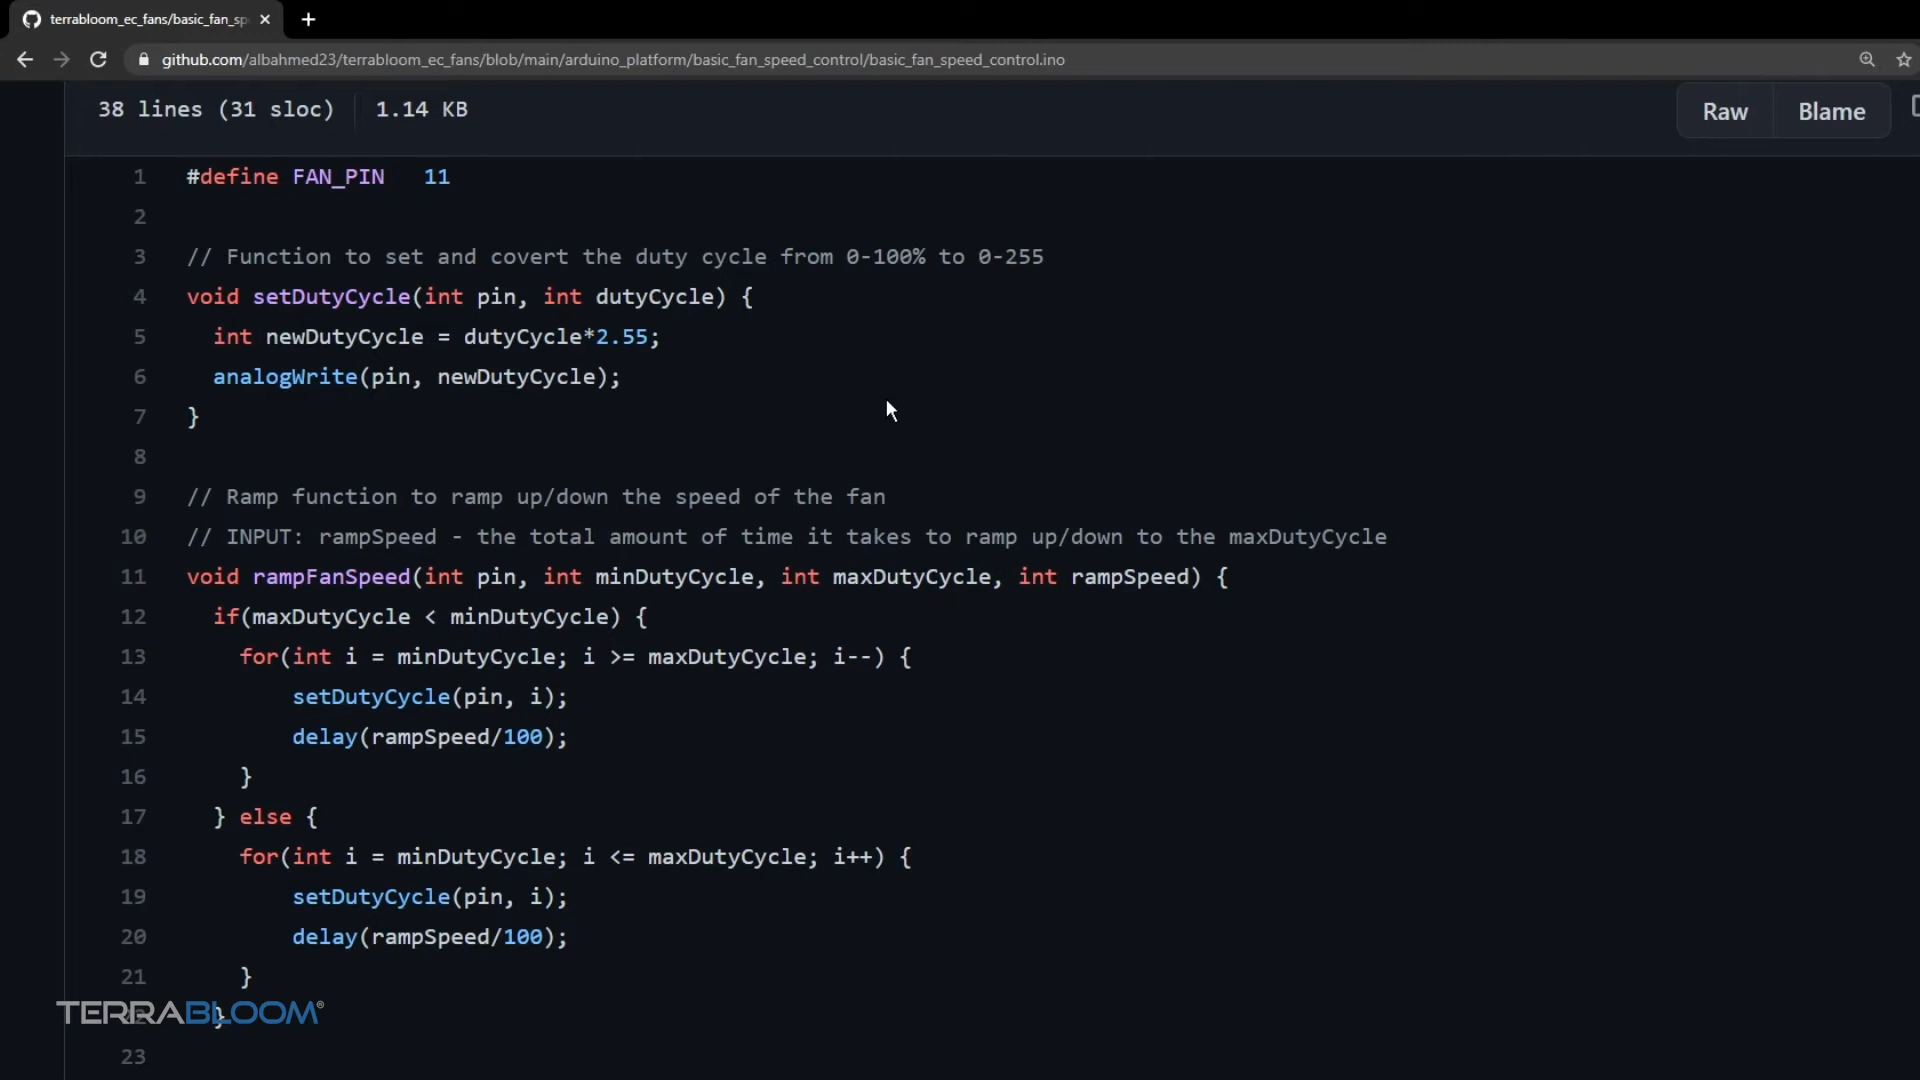 terrabloom_ec_fans/basic_fan_sp
github.com/albahmed23/terrabloom_ec_fans/blob/main/arduino_platform/basic_fan_speed_control/basic_fan_speed_control.ino
38 lines (31 sloc) 1.14 KB
Raw Blame
1 #define FAN_PIN 11
2
3 // Function to set and covert the duty cycle from 0-100% to 0-255
4 void setDutyCycle(int pin, int dutyCycle) {
5 int newDutyCycle = dutyCycle*2.55;
6 analogWrite(pin, newDutyCycle);
7 }
8
9 // Ramp function to ramp up/down the speed of the fan
10 // INPUT: rampSpeed - the total amount of time it takes to ramp up/down to the maxDutyCycle
11 void rampFanSpeed(int pin, int minDutyCycle, int maxDutyCycle, int rampSpeed) {
12 if(maxDutyCycle < minDutyCycle) {
13 for(int i = minDutyCycle; i >= maxDutyCycle; i--) {
14 setDutyCycle(pin, i);
15 delay(rampSpeed/100);
16 }
17 } else {
18 for(int i = minDutyCycle; i <= maxDutyCycle; i++) {
19 setDutyCycle(pin, i);
20 delay(rampSpeed/100);
21 }
TERRABLOOM® }
23